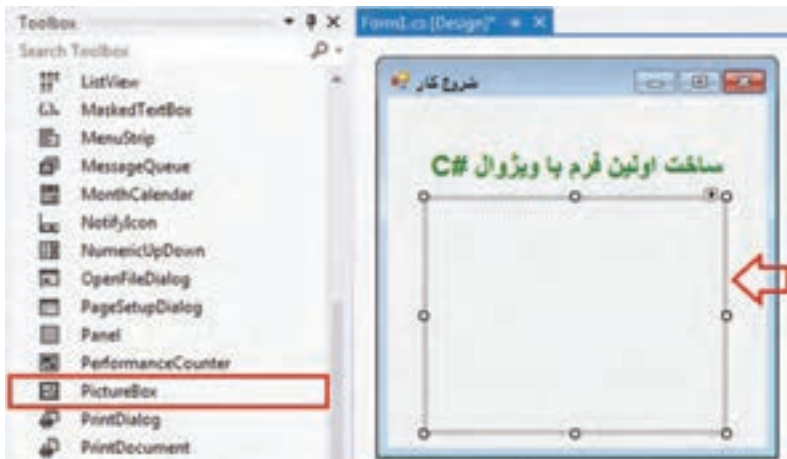 Toolbox
Search Toolbox
ListView
MaskedTextBox
MenuStrip
MessageQueue
MonthCalendar
NotifyIcon
NumericUpDown
OpenFileDialog
PageSetupDialog
Panel
PerformanceCounter
PictureBox
PrintDialog
PrintDocument
Form1.cs [Design]*
شروع کار
ساخت اولین فرم با ویژوال C#